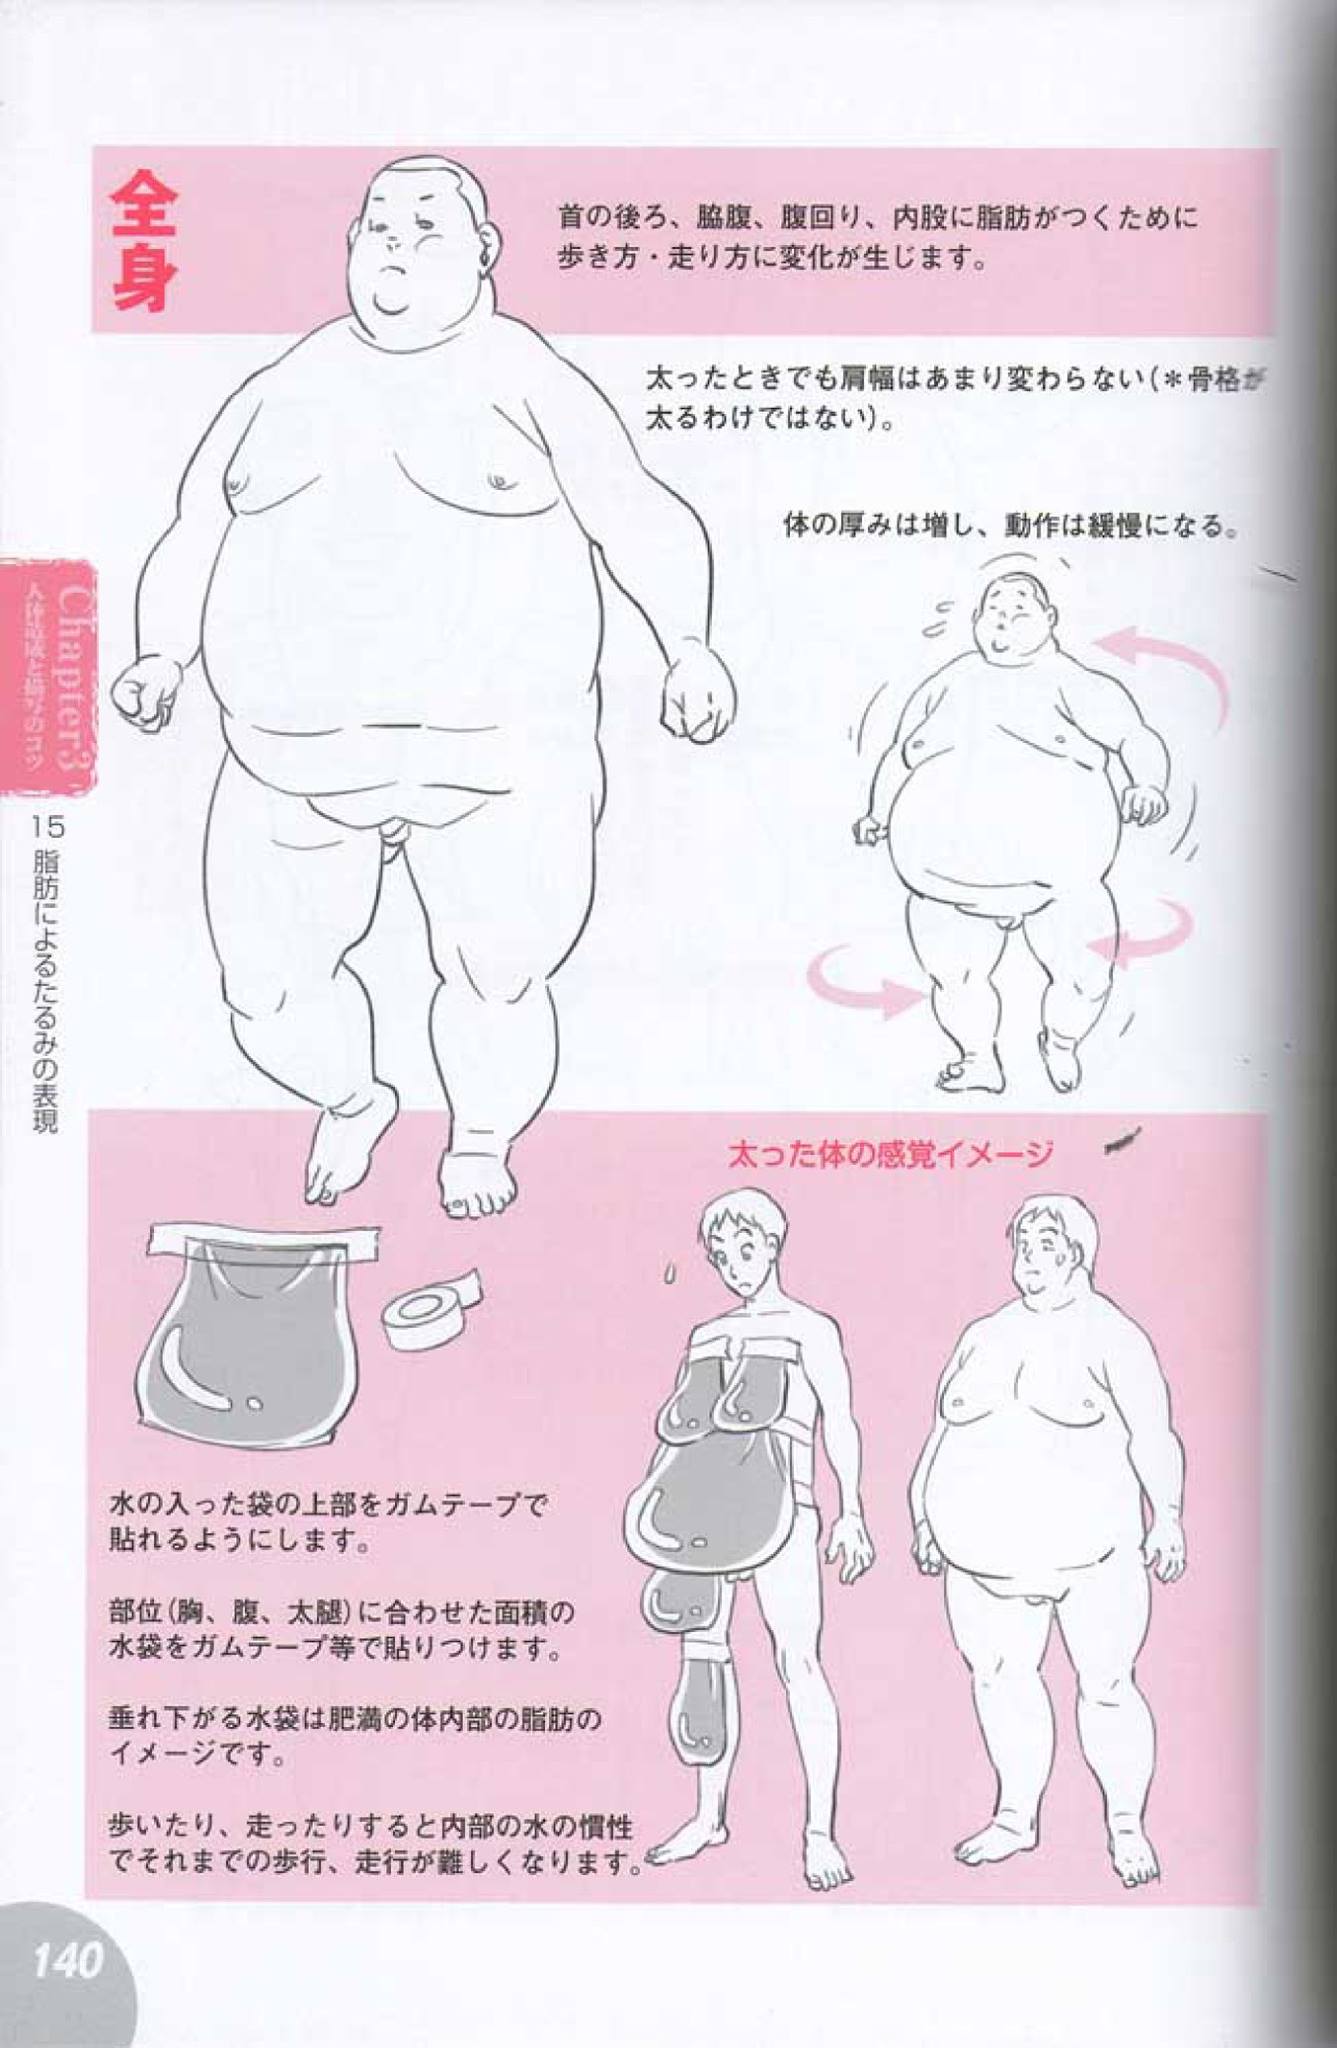 全身
首の後ろ、脇腹、腹回り、内股に脂肪がつくために
歩き方・走り方に変化が生じます。
太ったときでも肩幅はあまり変わらない(＊骨格が
太るわけではない)。
体の厚みは増し、動作は緩慢になる。
Chapter3
人体造成と描写のコツ
15 脂肪によるたるみの表現
太った体の感覚イメージ
水の入った袋の上部をガムテープで
貼れるようにします。
部位(胸、腹、太腿)に合わせた面積の
水袋をガムテープ等で貼りつけます。
垂れ下がる水袋は肥満の体内部の脂肪の
イメージです。
歩いたり、走ったりすると内部の水の慣性
でそれまでの歩行、走行が難しくなります。
140